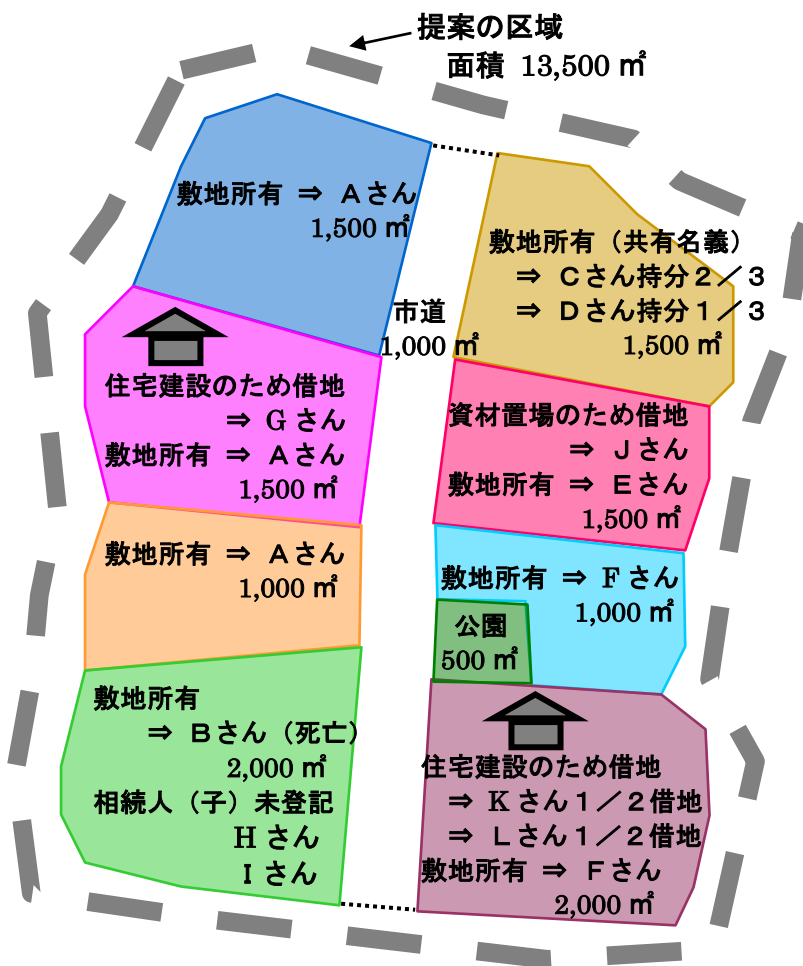 提案の区域
面積 13,500 ㎡
敷地所有 ⇒ Aさん
1,500 ㎡
敷地所有（共有名義）
⇒ Cさん持分２／３
⇒ Dさん持分１／３
1,500 ㎡
市道
1,000 ㎡
住宅建設のため借地
⇒ Gさん
敷地所有 ⇒ Aさん
1,500 ㎡
資材置場のため借地
⇒ Jさん
敷地所有 ⇒ Eさん
1,500 ㎡
敷地所有 ⇒ Aさん
1,000 ㎡
敷地所有 ⇒ Fさん
1,000 ㎡
公園
500 ㎡
敷地所有
⇒ Bさん（死亡）
2,000 ㎡
相続人（子）未登記
Hさん
Iさん
住宅建設のため借地
⇒ Kさん１／２借地
⇒ Lさん１／２借地
敷地所有 ⇒ Fさん
2,000 ㎡